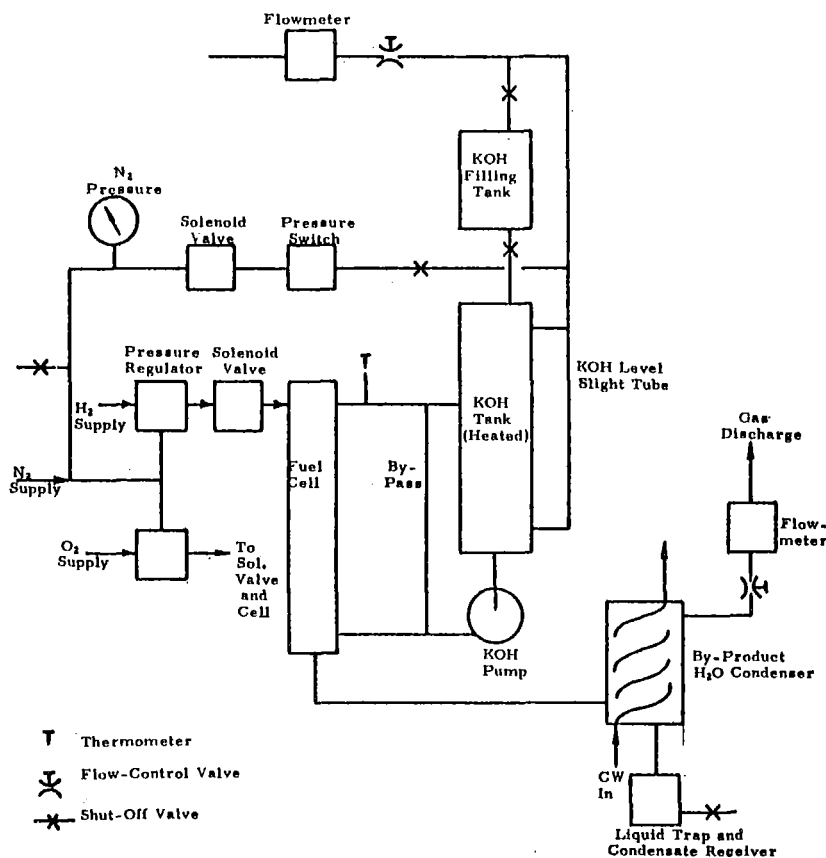 Flowmeter
KOH
Filling
Tank
N₂
Pressure
Solenoid
Valve
Pressure
Switch
Pressure
Regulator
Solenoid
Valve
T
KOH
Tank
(Heated)
KOH Level
Slight Tube
H₂
Supply
Fuel
Cell
By-
Pass
N₂
Supply
O₂
Supply
To
Sol.
Valve
and
Cell
KOH
Pump
Gas
Discharge
Flow-
meter
By-Product
H₂O Condenser
CW
In
Liquid Trap and
Condensate Receiver
T Thermometer
Flow-Control Valve
Shut-Off Valve